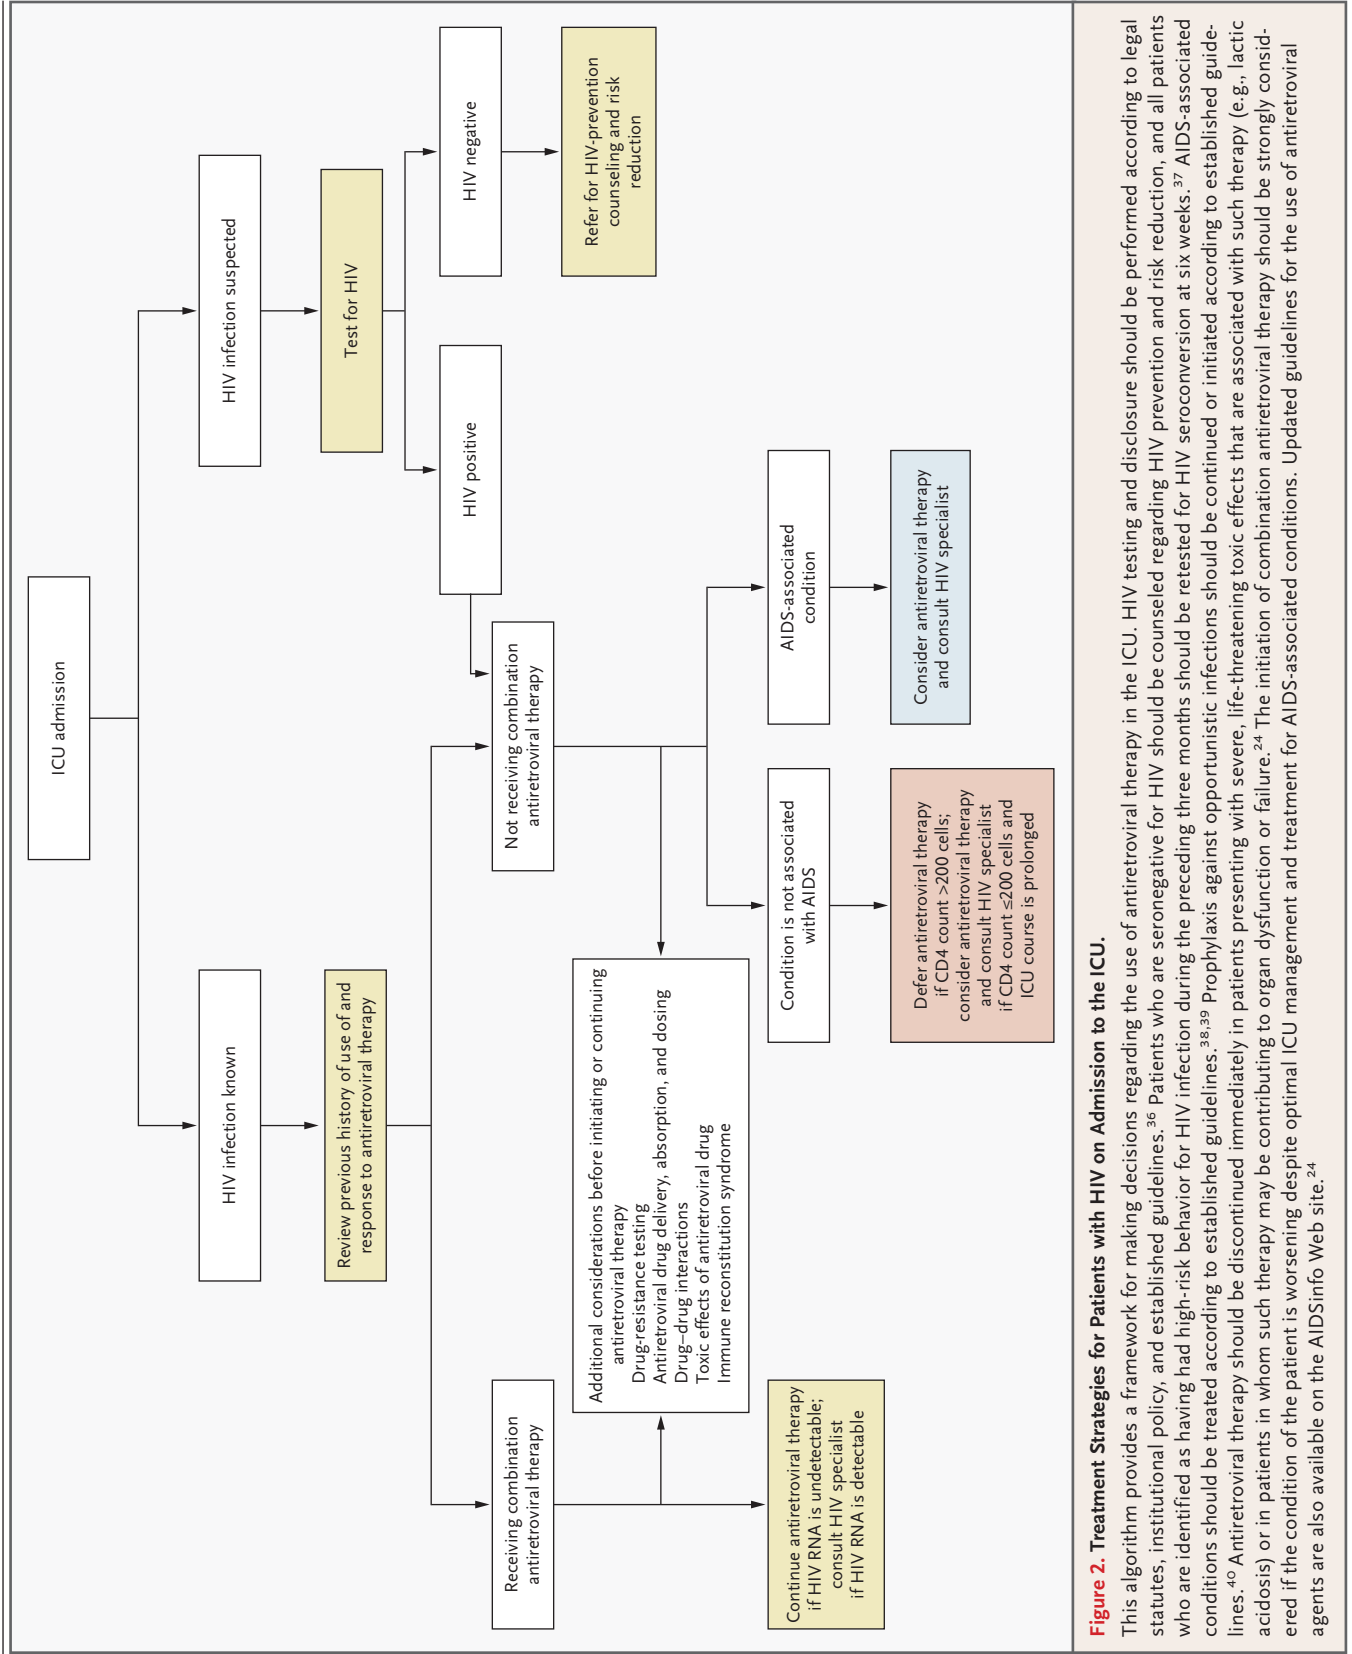 ICU admission
HIV infection known
HIV infection suspected
Review previous history of use of and
response to antiretroviral therapy
Test for HIV
HIV positive
HIV negative
Receiving combination
antiretroviral therapy
Not receiving combination
antiretroviral therapy
Refer for HIV-prevention
counseling and risk
reduction
Additional considerations before initiating or continuing
antiretroviral therapy
Drug-resistance testing
Antiretroviral drug delivery, absorption, and dosing
Drug–drug interactions
Toxic effects of antiretroviral drug
Immune reconstitution syndrome
Continue antiretroviral therapy
if HIV RNA is undetectable;
consult HIV specialist
if HIV RNA is detectable
Condition is not associated
with AIDS
AIDS-associated
condition
Defer antiretroviral therapy
if CD4 count >200 cells;
consider antiretroviral therapy
and consult HIV specialist
if CD4 count ≤200 cells and
ICU course is prolonged
Consider antiretroviral therapy
and consult HIV specialist
Figure 2. Treatment Strategies for Patients with HIV on Admission to the ICU.
This algorithm provides a framework for making decisions regarding the use of antiretroviral therapy in the ICU. HIV testing and disclosure should be performed according to legal
statutes, institutional policy, and established guidelines.36 Patients who are seronegative for HIV should be counseled regarding HIV prevention and risk reduction, and all patients
who are identified as having had high-risk behavior for HIV infection during the preceding three months should be retested for HIV seroconversion at six weeks.37 AIDS-associated
conditions should be treated according to established guidelines.38,39 Prophylaxis against opportunistic infections should be continued or initiated according to established guide-
lines.40 Antiretroviral therapy should be discontinued immediately in patients presenting with severe, life-threatening toxic effects that are associated with such therapy (e.g., lactic
acidosis) or in patients in whom such therapy may be contributing to organ dysfunction or failure.24 The initiation of combination antiretroviral therapy should be strongly consid-
ered if the condition of the patient is worsening despite optimal ICU management and treatment for AIDS-associated conditions. Updated guidelines for the use of antiretroviral
agents are also available on the AIDSinfo Web site.24